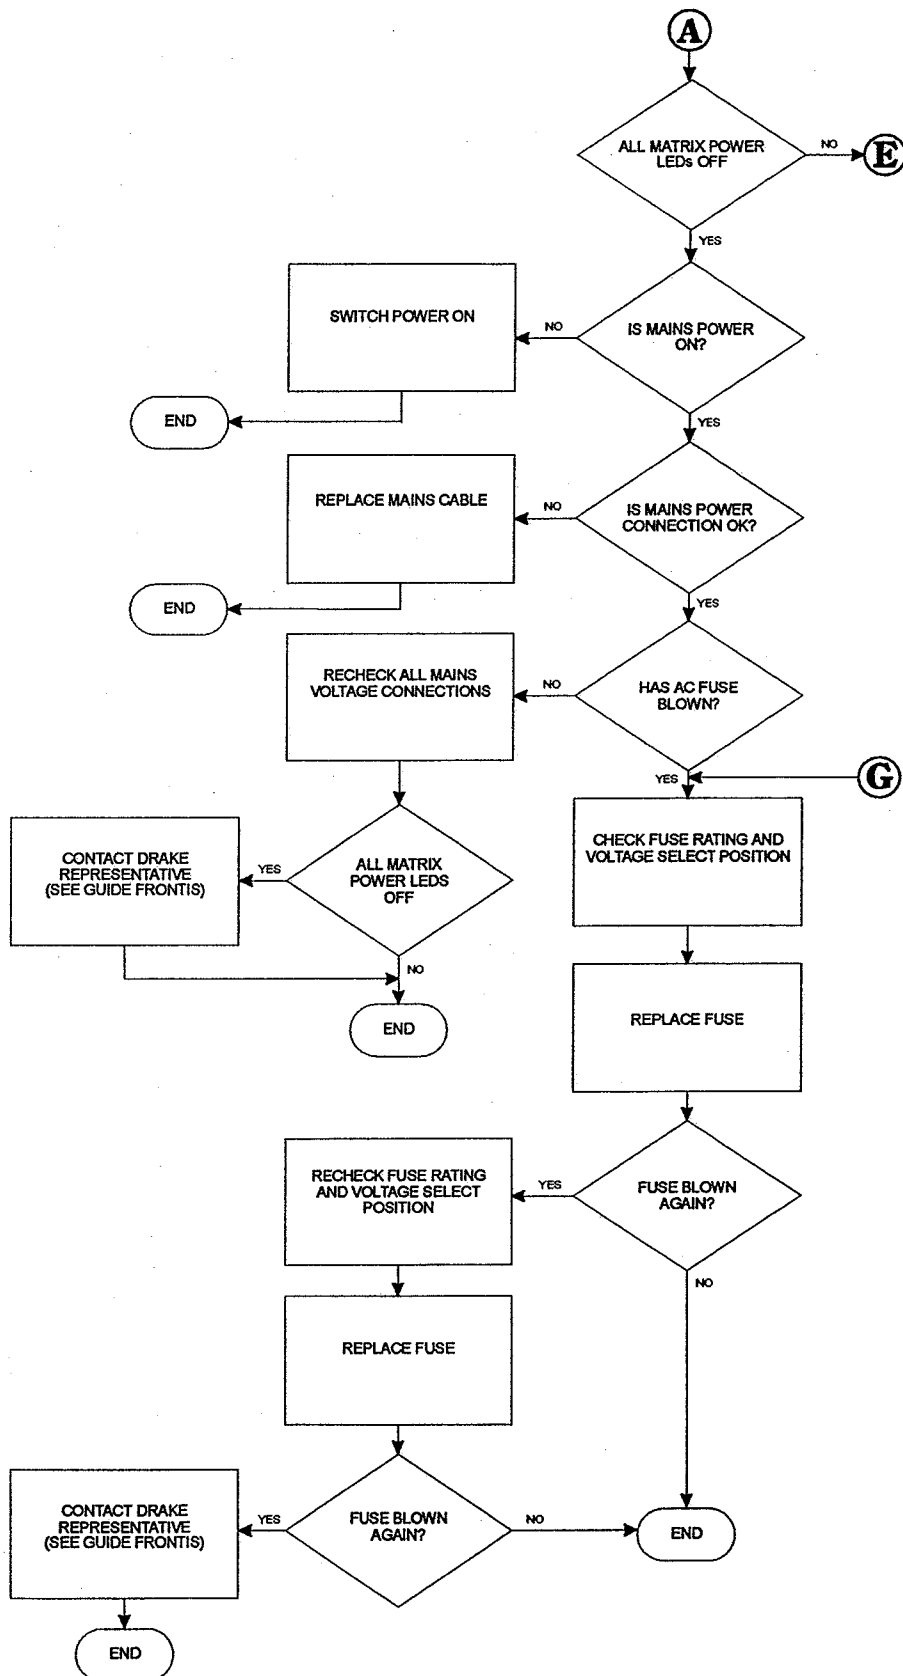 A
ALL MATRIX POWER
LEDs OFF
NO
E
YES
SWITCH POWER ON
NO
IS MAINS POWER
ON?
END
YES
REPLACE MAINS CABLE
NO
IS MAINS POWER
CONNECTION OK?
END
YES
RECHECK ALL MAINS
VOLTAGE CONNECTIONS
NO
HAS AC FUSE
BLOWN?
YES
G
CHECK FUSE RATING AND
VOLTAGE SELECT POSITION
CONTACT DRAKE
REPRESENTATIVE
(SEE GUIDE FRONTIS)
YES
ALL MATRIX
POWER LEDS
OFF
NO
END
REPLACE FUSE
RECHECK FUSE RATING
AND VOLTAGE SELECT
POSITION
YES
FUSE BLOWN
AGAIN?
NO
REPLACE FUSE
CONTACT DRAKE
REPRESENTATIVE
(SEE GUIDE FRONTIS)
YES
FUSE BLOWN
AGAIN?
NO
END
END